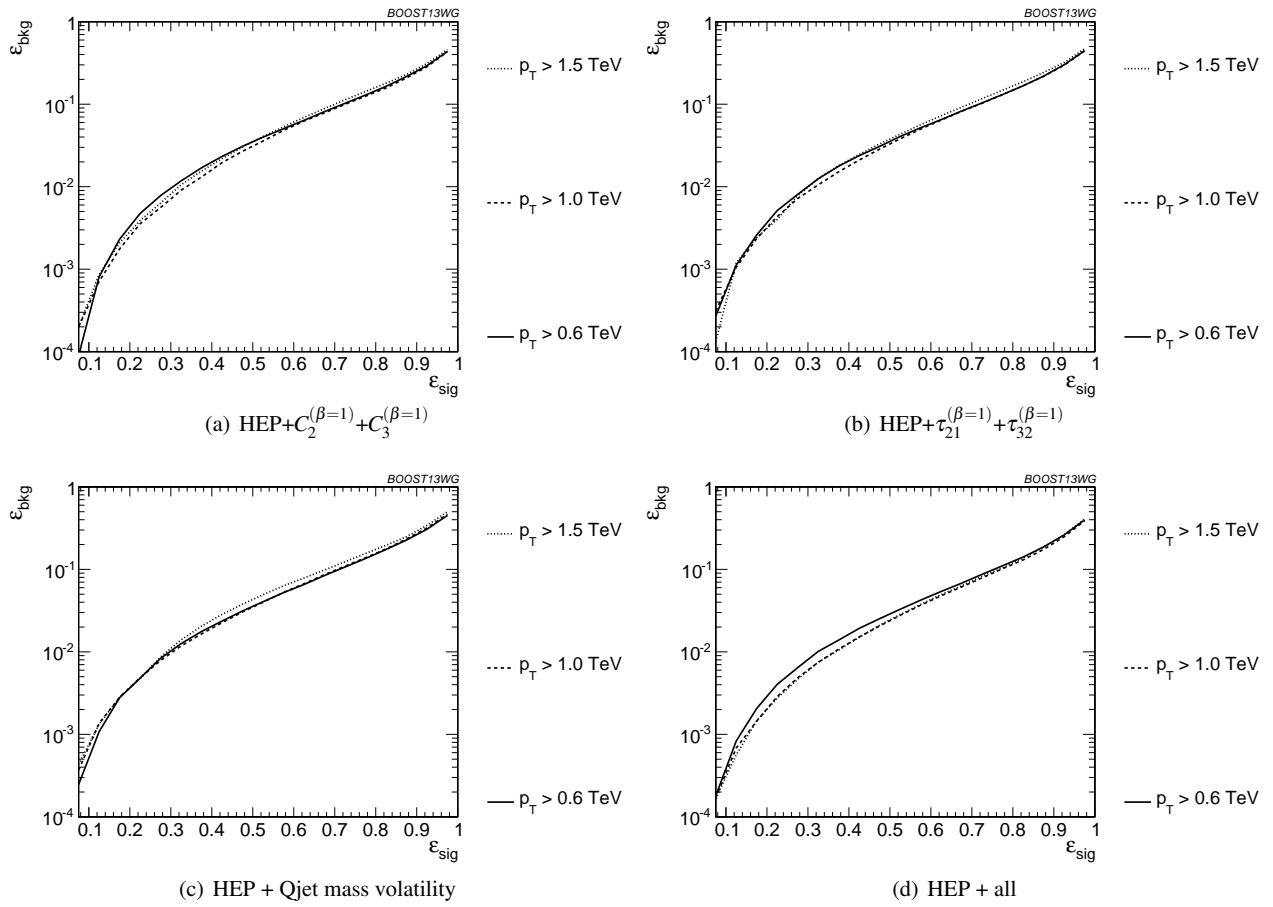 BOOST13WG
ε_bkg
1
10^-1
10^-2
10^-3
10^-4
0.1 0.2 0.3 0.4 0.5 0.6 0.7 0.8 0.9 1
ε_sig
p_T > 1.5 TeV
p_T > 1.0 TeV
p_T > 0.6 TeV
(a) HEP+C_2^(β=1)+C_3^(β=1)
BOOST13WG
ε_bkg
1
10^-1
10^-2
10^-3
10^-4
0.1 0.2 0.3 0.4 0.5 0.6 0.7 0.8 0.9 1
ε_sig
p_T > 1.5 TeV
p_T > 1.0 TeV
p_T > 0.6 TeV
(b) HEP+τ_21^(β=1)+τ_32^(β=1)
BOOST13WG
ε_bkg
1
10^-1
10^-2
10^-3
10^-4
0.1 0.2 0.3 0.4 0.5 0.6 0.7 0.8 0.9 1
ε_sig
p_T > 1.5 TeV
p_T > 1.0 TeV
p_T > 0.6 TeV
(c) HEP + Qjet mass volatility
BOOST13WG
ε_bkg
1
10^-1
10^-2
10^-3
10^-4
0.1 0.2 0.3 0.4 0.5 0.6 0.7 0.8 0.9 1
ε_sig
p_T > 1.5 TeV
p_T > 1.0 TeV
p_T > 0.6 TeV
(d) HEP + all